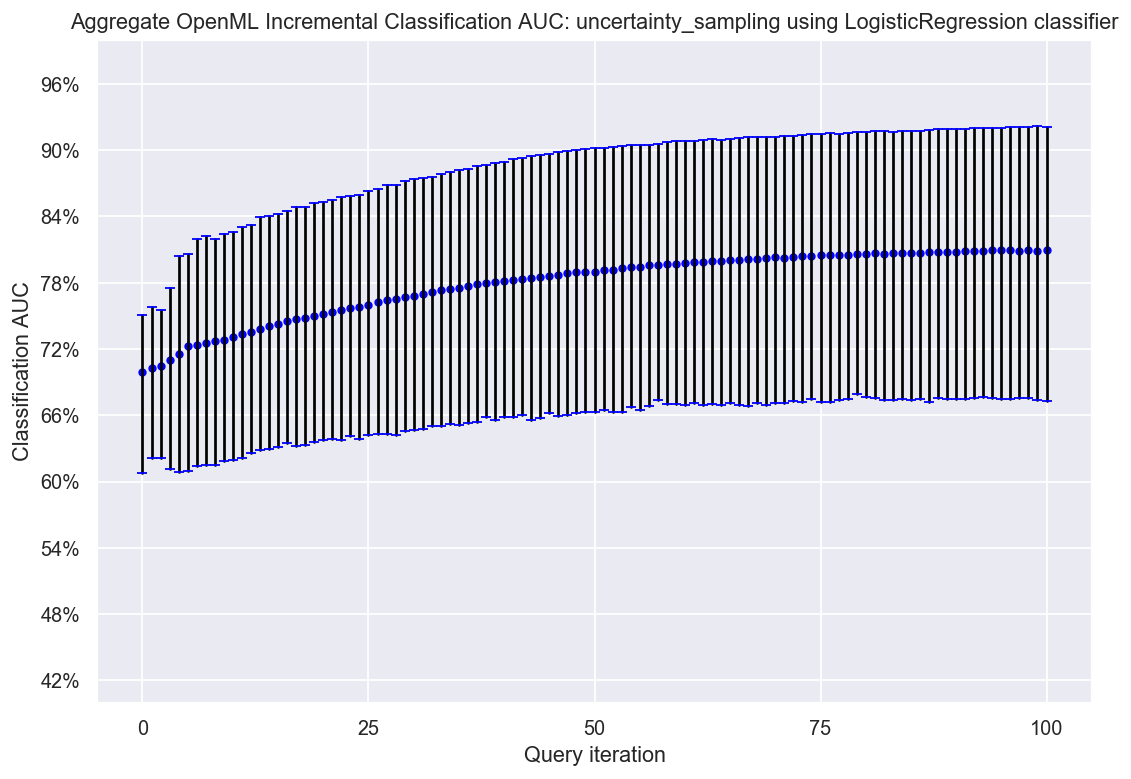 Aggregate OpenML Incremental Classification AUC: uncertainty_sampling using LogisticRegression classifier
96%
90%
84%
78%
72%
66%
60%
54%
48%
42%
Classification AUC
0 25 50 75 100
Query iteration